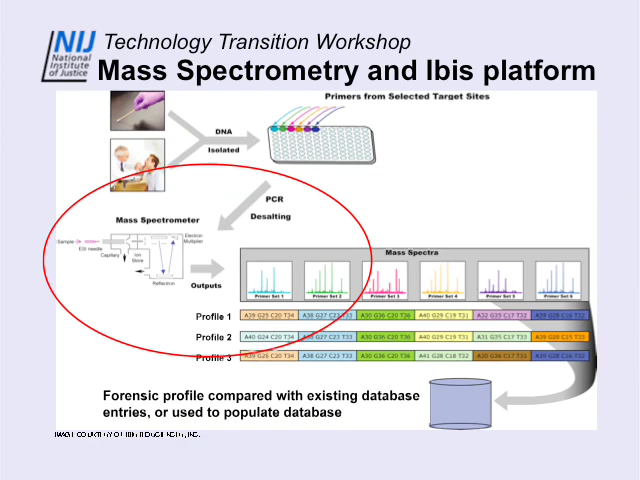 NIJ
National
Institute
of Justice
Technology Transition Workshop
Mass Spectrometry and Ibis platform
Primers from Selected Target Sites
DNA
Isolated
PCR
Desalting
Mass Spectrometer
Sample
ESI needle
Capillary
Ion
Store
Electron
Multiplier
Reflectron
Outputs
Mass Spectra
Primer Set 1 Primer Set 2 Primer Set 3 Primer Set 4 Primer Set 5 Primer Set 6
Profile 1 A39 G25 C20 T34 A38 G27 C23 T33 A30 G36 C20 T36 A40 G29 C19 T31 A32 G35 C17 T32 A39 G28 C16 T32
Profile 2 A40 G24 C20 T34 A38 G27 C23 T33 A30 G36 C20 T36 A40 G29 C19 T31 A31 G35 C17 T33 A39 G28 C15 T33
Profile 3 A39 G26 C20 T34 A38 G27 C23 T33 A30 G36 C20 T36 A41 G28 C18 T32 A30 G36 C17 T33 A39 G28 C16 T32
Forensic profile compared with existing database
entries, or used to populate database